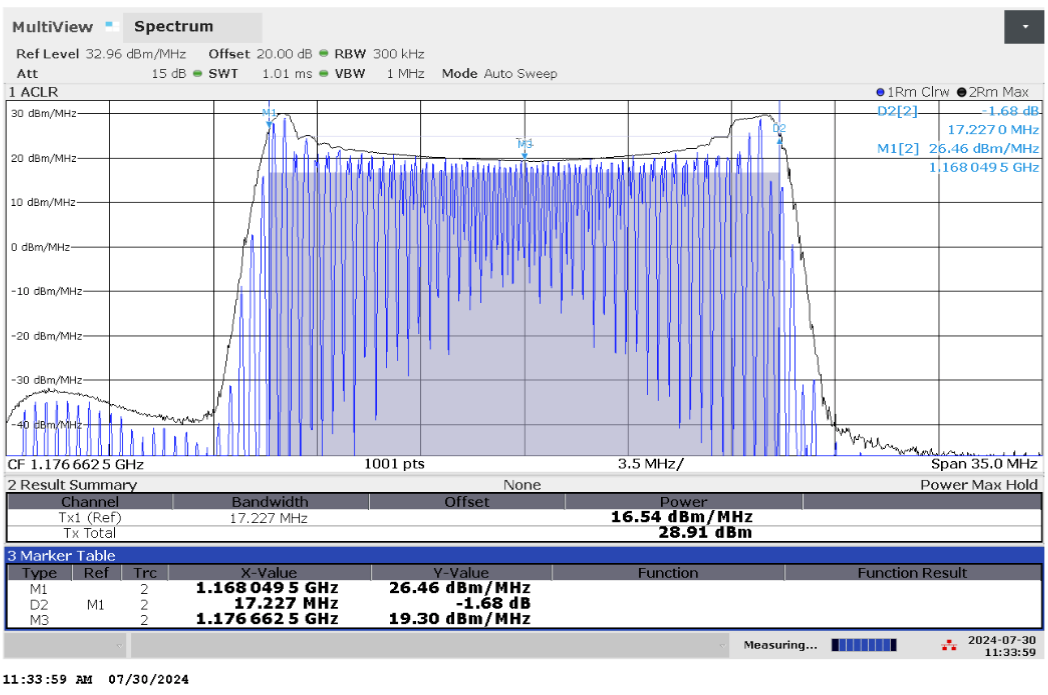 MultiView Spectrum
Ref Level 32.96 dBm/MHz Offset 20.00 dB RBW 300 kHz
Att 15 dB SWT 1.01 ms VBW 1 MHz Mode Auto Sweep
1 ACLR 1Rm Clrw 2Rm Max
D2[2] -1.68 dB
17.227 0 MHz
M1[2] 26.46 dBm/MHz
1.168 049 5 GHz
M1
M3
D2
30 dBm/MHz
20 dBm/MHz
10 dBm/MHz
0 dBm/MHz
-10 dBm/MHz
-20 dBm/MHz
-30 dBm/MHz
-40 dBm/MHz
CF 1.176 662 5 GHz 1001 pts 3.5 MHz/ Span 35.0 MHz
2 Result Summary None Power Max Hold
Channel Bandwidth Offset Power
Tx1 (Ref) 17.227 MHz 16.54 dBm/MHz
Tx Total 28.91 dBm
3 Marker Table
Type Ref Trc X-Value Y-Value Function Function Result
M1 2 1.168 049 5 GHz 26.46 dBm/MHz
D2 M1 2 17.227 MHz -1.68 dB
M3 2 1.176 662 5 GHz 19.30 dBm/MHz
Measuring... 2024-07-30
11:33:59
11:33:59 AM 07/30/2024